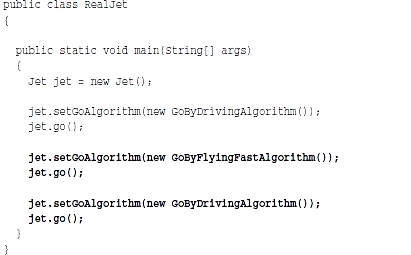 public class RealJet
{
public static void main(String[] args)
{
Jet jet = new Jet();
jet.setGoAlgorithm(new GoByDrivingAlgorithm());
jet.go();
jet.setGoAlgorithm(new GoByFlyingFastAlgorithm());
jet.go();
jet.setGoAlgorithm(new GoByDrivingAlgorithm());
jet.go();
}
}